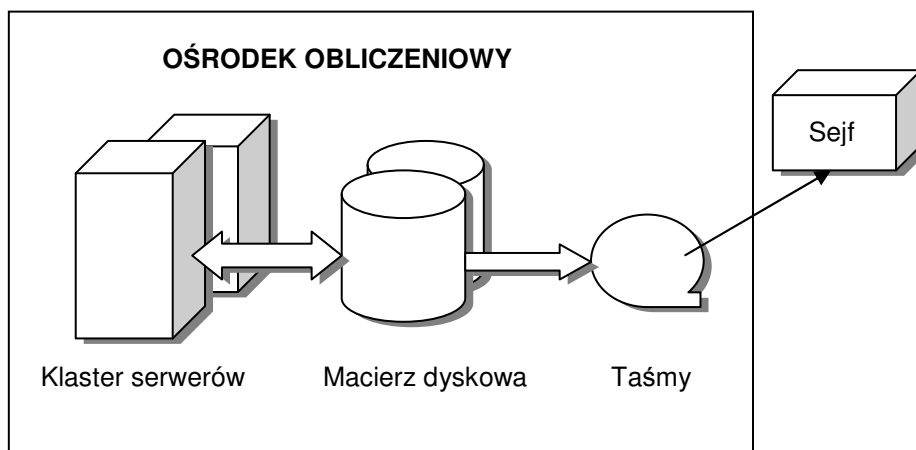 OŚRODEK OBLICZENIOWY
Sejf
Klaster serwerów
Macierz dyskowa
Taśmy